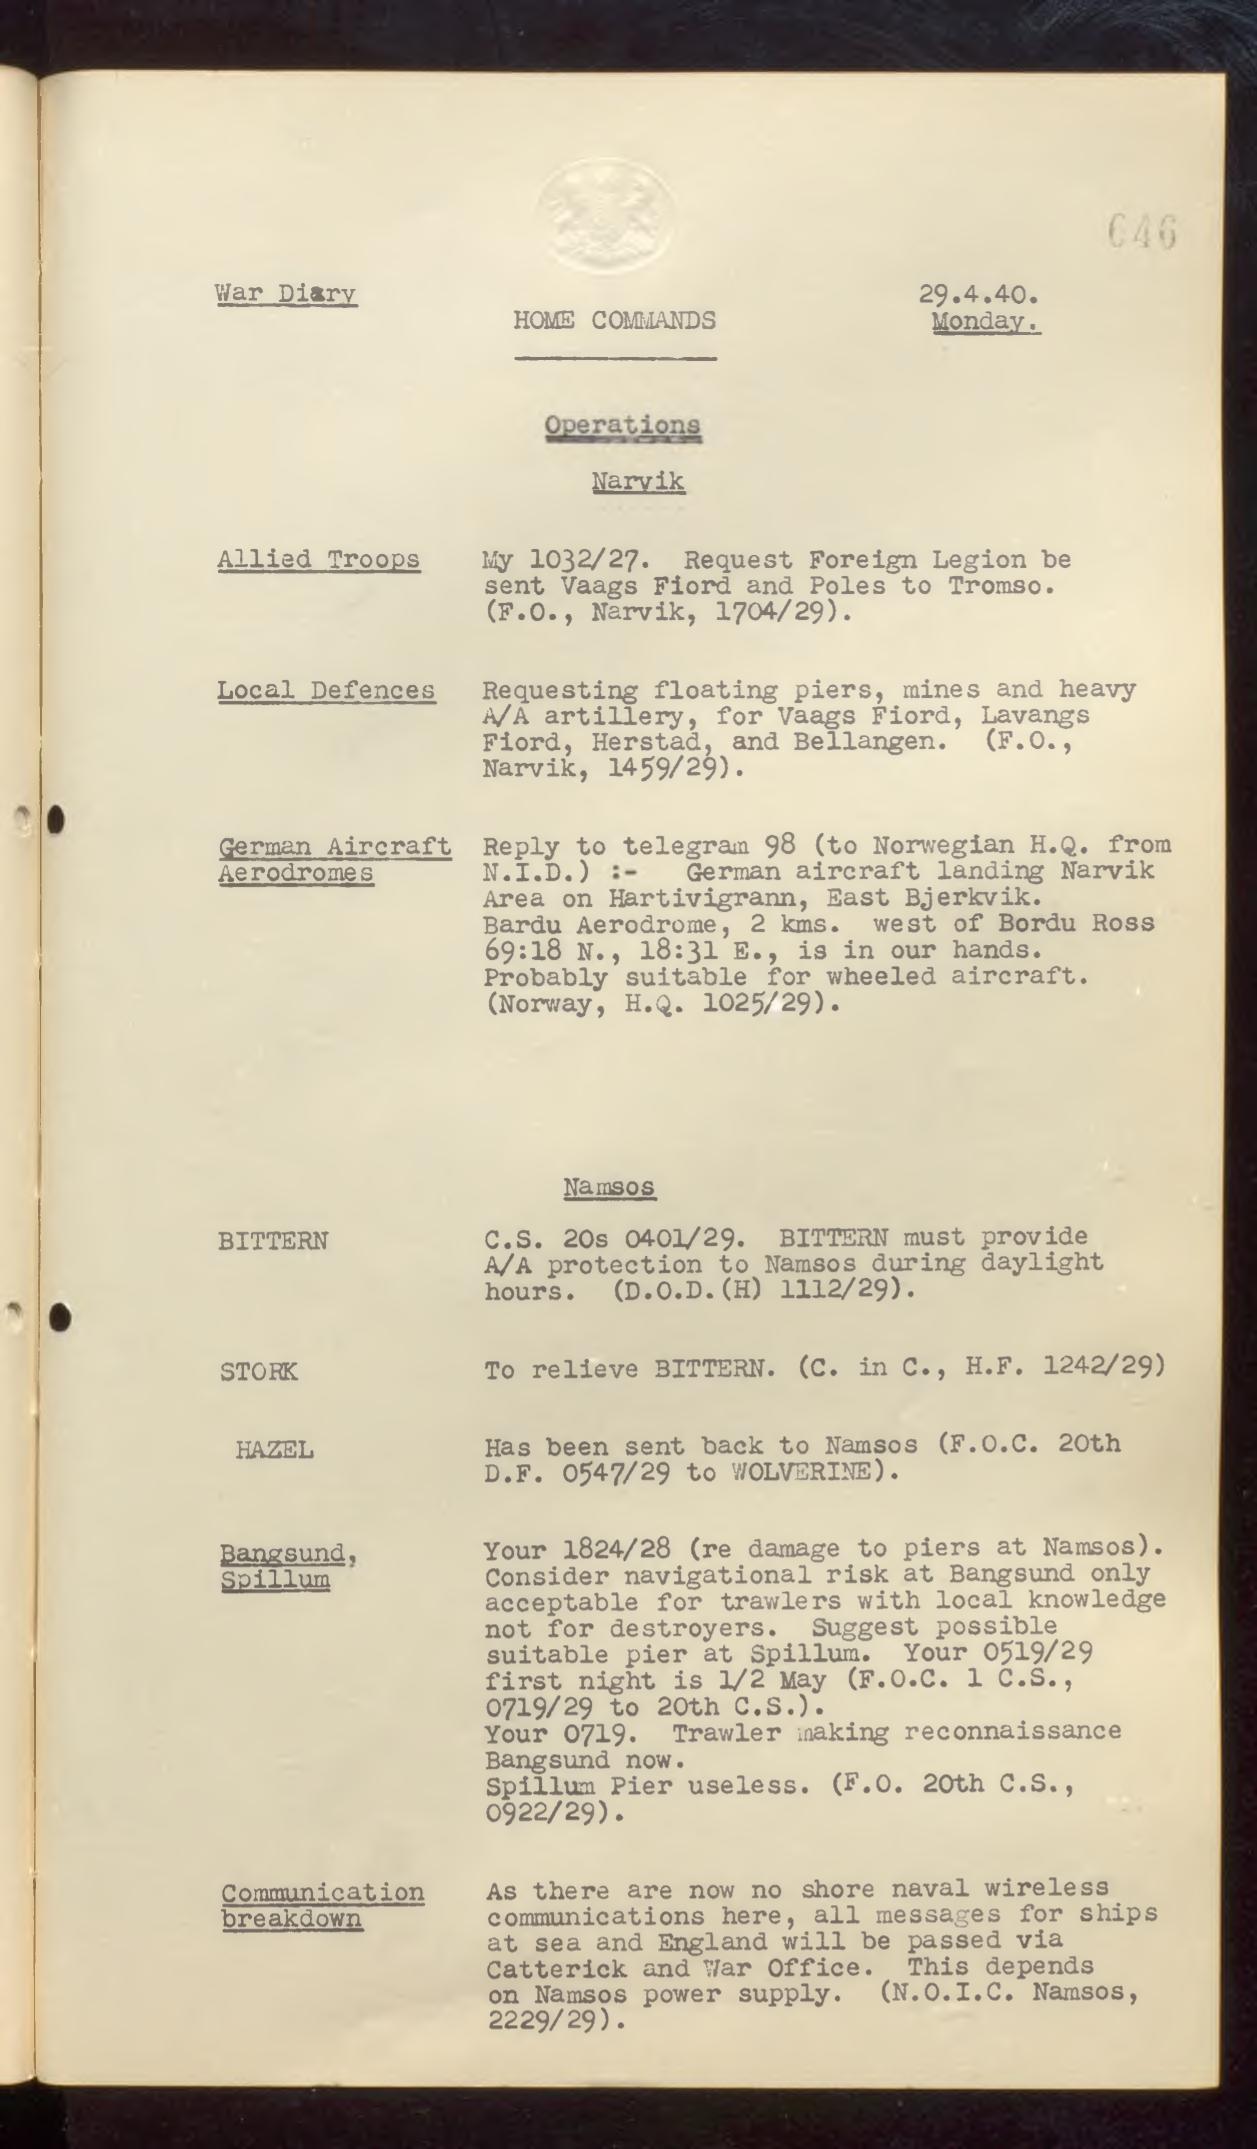 646
War Diary
29.4.40.
HOME COMMANDS
Monday.
Operations
Narvik
Allied Troops
My 1032/27. Request Foreign Legion be
sent Vaags Fiord and Poles to Tromso.
(F.O., Narvik, 1704/29).
Local Defences
Requesting floating piers, mines and heavy
A/A artillery, for Vaags Fiord, Lavangs
Fiord, Herstad, and Bellangen. (F.O.,
Narvik, 1459/29).
German Aircraft
Aerodromes
Reply to telegram 98 (to Norwegian H.Q. from
N.I.D.) :- German aircraft landing Narvik
Area on Hartivigrann, East Bjerkvik.
Bardu Aerodrome, 2 kms. west of Bordu Ross
69:18 N., 18:31 E., is in our hands.
Probably suitable for wheeled aircraft.
(Norway, H.Q. 1025/29).
Namsos
BITTERN
C.S. 20s 0401/29. BITTERN must provide
A/A protection to Namsos during daylight
hours. (D.O.D.(H) 1112/29).
STORK
To relieve BITTERN. (C. in C., H.F. 1242/29)
HAZEL
Has been sent back to Namsos (F.O.C. 20th
D.F. 0547/29 to WOLVERINE).
Bangsund,
Spillum
Your 1824/28 (re damage to piers at Namsos).
Consider navigational risk at Bangsund only
acceptable for trawlers with local knowledge
not for destroyers. Suggest possible
suitable pier at Spillum. Your 0519/29
first night is 1/2 May (F.O.C. 1 C.S.,
0719/29 to 20th C.S.).
Your 0719. Trawler making reconnaissance
Bangsund now.
Spillum Pier useless. (F.O. 20th C.S.,
0922/29).
Communication
breakdown
As there are now no shore naval wireless
communications here, all messages for ships
at sea and England will be passed via
Catterick and War Office. This depends
on Namsos power supply. (N.O.I.C. Namsos,
2229/29).